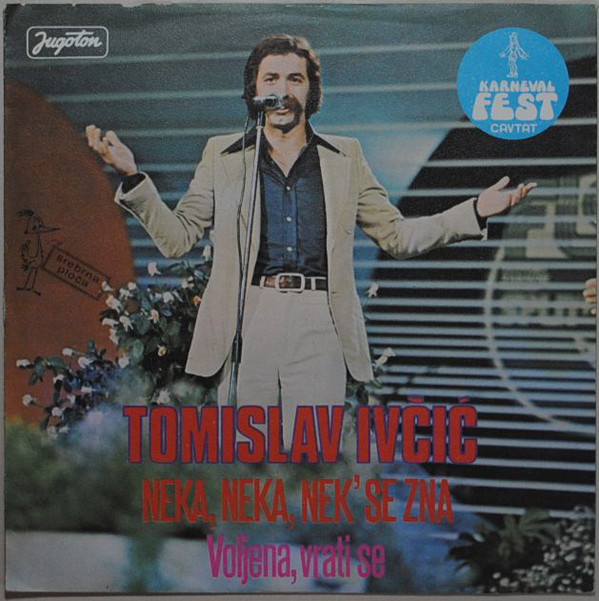 Jugoton
KARNEVAL
FEST
CAVTAT
srebrna
ploča
TOMISLAV IVČIĆ
NEKA, NEKA, NEK' SE ZNA
Voljena, vrati se